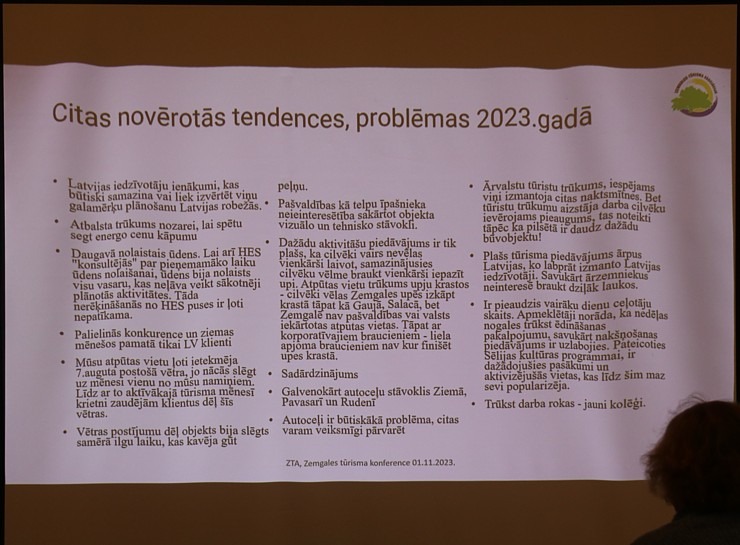 Citas novērotās tendences, problēmas 2023.gadā
• Latvijas iedzīvotāju ienākumi, kas
būtiski samazina vai liek izvērtēt viņu
galamērķu plānošanu Latvijas robežās.
• Atbalsta trūkums nozarei, lai spētu
segt energo cenu kāpumu
• Daugavā nolaistais ūdens. Lai arī HES
"konsultējās" par pieņemamāko laiku
ūdens nolaišanai, ūdens bija nolaists
visu vasaru, kas neļāva veikt sākotnēji
plānotās aktivitātes. Tāda
nerēķināšanās no HES puses ir ļoti
nepatīkama.
• Palielinās konkurence un ziemas
mēnešos pamatā tikai LV klienti
• Mūsu atpūtas vietu ļoti ietekmēja
7.augusta postošā vētra, jo nācās slēgt
uz mēnesi vienu no mūsu namiņiem.
Līdz ar to aktīvākajā tūrisma mēnesī
krietni zaudējām klientus dēļ šīs
vētras.
• Vētras postījumu dēļ objekts bija slēgts
samērā ilgu laiku, kas kavēja gūt
peļņu.
• Pašvaldības kā telpu īpašnieka
neieinteresētība sakārtot objekta
vizuālo un tehnisko stāvokli.
• Dažādu aktivitāšu piedāvājums ir tik
plašs, ka cilvēki vairs nevēlas
vienkārši laivot, samazinājusies
cilvēku vēlme braukt vienkārši iepazīt
upi. Atpūtas vietu trūkums upju krastos
- cilvēki vēlas Zemgales upēs izkāpt
krastā tāpat kā Gaujā, Salacā, bet
Zemgalē nav pašvaldības vai valsts
iekārtotas atpūtas vietas. Tāpat ar
korporatīvajiem braucieniem - liela
apjoma braucieniem nav kur finišēt
upes krastā.
• Sadārdzinājums
• Galvenokārt autoceļu stāvoklis Ziemā,
Pavasarī un Rudenī
• Autoceļi ir būtiskākā problēma, citas
varam veiksmīgi pārvarēt
• Ārvalstu tūristu trūkums, iespējams
viņi izmantoja citas naktsmītnes. Bet
tūristu trūkumu aizstāja darba cilvēku
ievērojams pieaugums, tas noteikti
tāpēc ka pilsētā ir daudz dažādu
būvobjektu!
• Plašs tūrisma piedāvājums ārpus
Latvijas, ko labprāt izmanto Latvijas
iedzīvotāji. Savukārt ārzemniekus
neinteresē braukt dziļāk laukos.
• Ir pieaudzis vairāku dienu ceļotāju
skaits. Apmeklētāji norāda, ka nedēļas
nogalēs trūkst ēdināšanas
pakalpojumu, savukārt nakšņošanas
piedāvājums ir uzlabojies. Pateicoties
Sēlijas kultūras programmai, ir
dažādojušies pasākumi un
aktivizējušās vietas, kas līdz šim maz
sevi popularizēja.
• Trūkst darba rokas - jauni kolēģi.
ZTA, Zemgales tūrisma konference 01.11.2023.